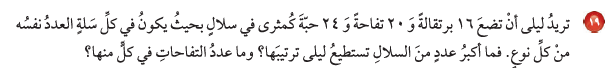 ١٩ تريدُ ليلى أنْ تضعَ ١٦ برتقالةً و ٢٠ تفاحةً و ٢٤ حبّةَ كُمثرى في سلالٍ بحيثُ يكونُ في كلِّ سَلةٍ العددُ نفسُه
منْ كلِّ نوعٍ. فما أكبرُ عددٍ منَ السلالِ تستطيعُ ليلى ترتيبَها؟ وما عددُ التفاحاتِ في كلٍّ منها؟